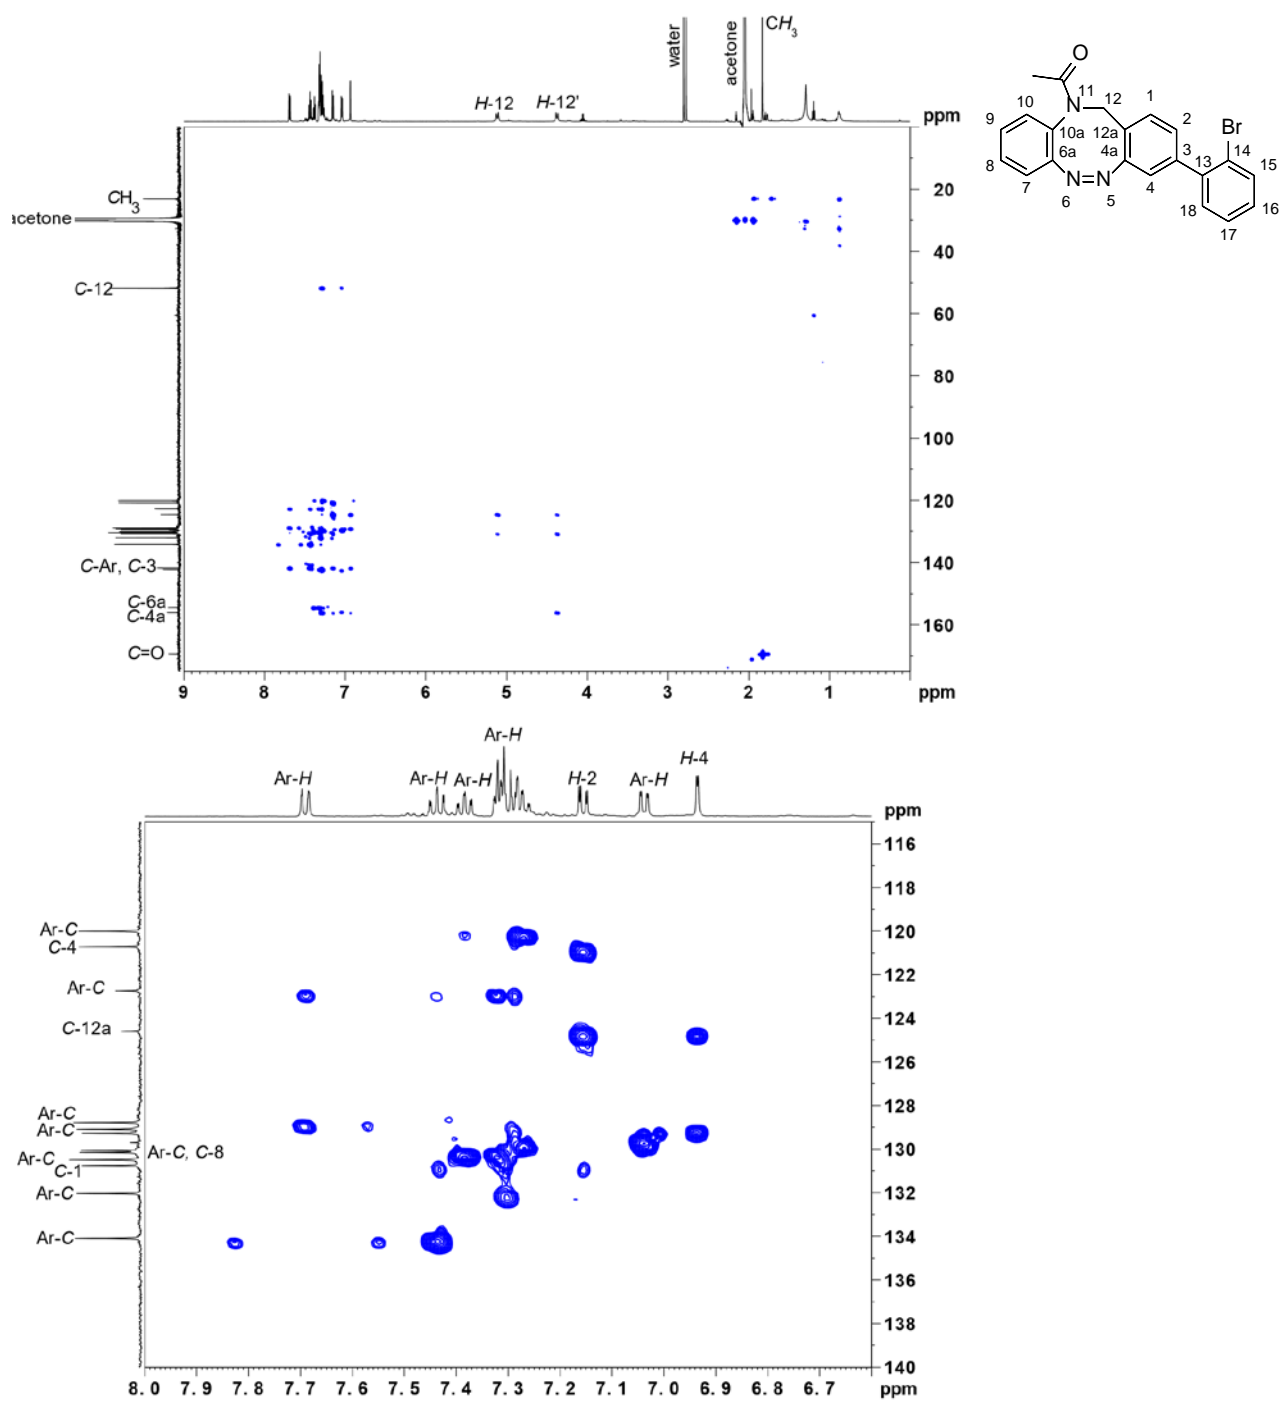 water
acetone
CH3
H-12
H-12'
ppm
CH3
acetone
C-12
C-Ar, C-3
C-6a
C-4a
C=O
20
40
60
80
100
120
140
160
9 8 7 6 5 4 3 2 1 ppm
O
11 12
N
10 1
9 2 Br
10a 12a
3 14
6a 4a 13 15
8
7 N=N 4
6 5 18 16
17
Ar-H
Ar-H Ar-H Ar-H H-2 Ar-H H-4
ppm
Ar-C
C-4
Ar-C
C-12a
Ar-C
Ar-C
Ar-C, C-8
Ar-C
C-1
Ar-C
Ar-C
116
118
120
122
124
126
128
130
132
134
136
138
140
8.0 7.9 7.8 7.7 7.6 7.5 7.4 7.3 7.2 7.1 7.0 6.9 6.8 6.7 ppm